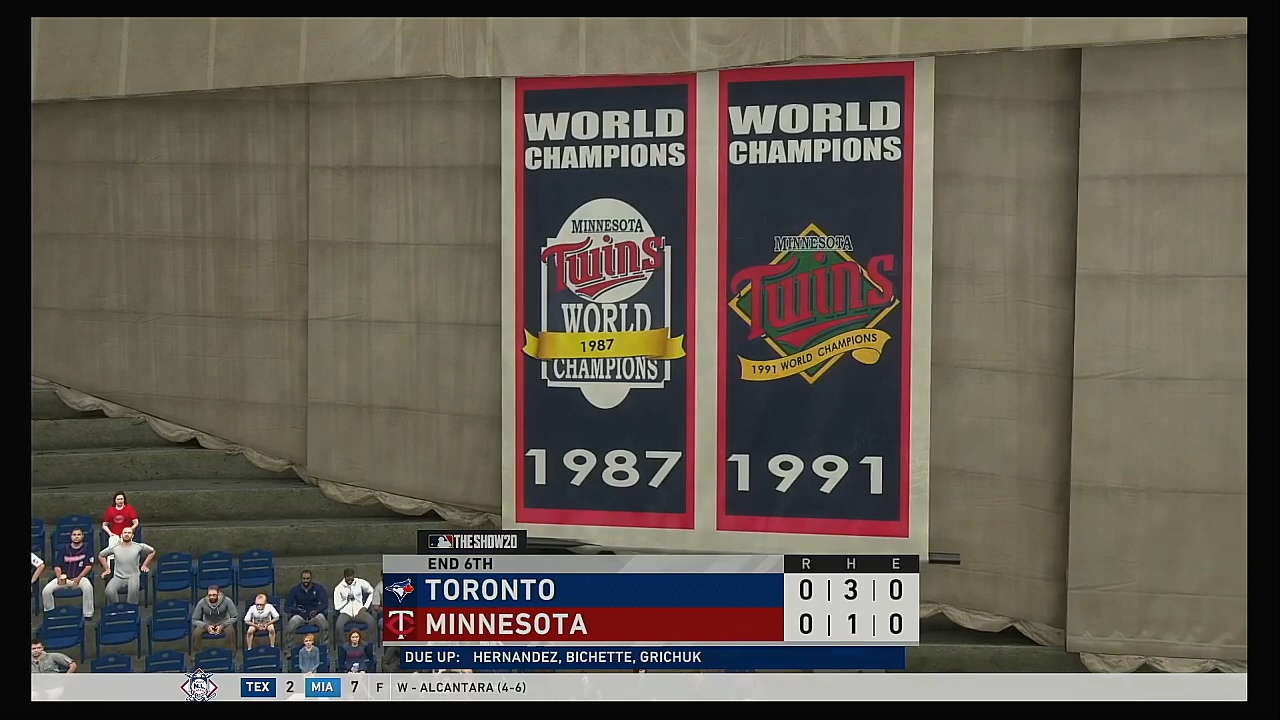 WORLD
CHAMPIONS
MINNESOTA
Twins
WORLD
1987
CHAMPIONS
1987
WORLD
CHAMPIONS
MINNESOTA
Twins
1991 WORLD CHAMPIONS
1991
THESHOW20
END 6TH R H E
TORONTO 0 3 0
MINNESOTA 0 1 0
DUE UP: HERNANDEZ, BICHETTE, GRICHUK
TEX 2 MIA 7 F W - ALCANTARA (4-6)